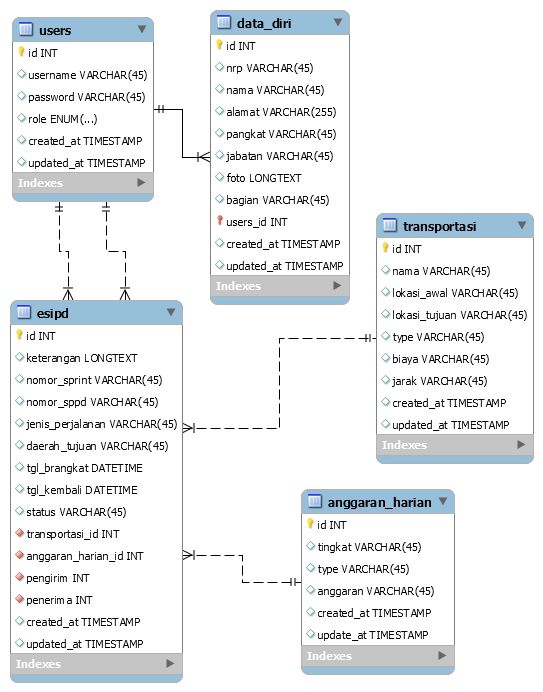 users
id INT
username VARCHAR(45)
password VARCHAR(45)
role ENUM(...)
created_at TIMESTAMP
updated_at TIMESTAMP
Indexes
data_diri
id INT
nrp VARCHAR(45)
nama VARCHAR(45)
alamat VARCHAR(255)
pangkat VARCHAR(45)
jabatan VARCHAR(45)
foto LONGTEXT
bagian VARCHAR(45)
users_id INT
created_at TIMESTAMP
updated_at TIMESTAMP
Indexes
transportasi
id INT
nama VARCHAR(45)
lokasi_awal VARCHAR(45)
lokasi_tujuan VARCHAR(45)
type VARCHAR(45)
biaya VARCHAR(45)
jarak VARCHAR(45)
created_at TIMESTAMP
updated_at TIMESTAMP
Indexes
esipd
id INT
keterangan LONGTEXT
nomor_sprint VARCHAR(45)
nomor_sppd VARCHAR(45)
jenis_perjalanan VARCHAR(45)
daerah_tujuan VARCHAR(45)
tgl_brangkat DATETIME
tgl_kembali DATETIME
status VARCHAR(45)
transportasi_id INT
anggaran_harian_id INT
pengirim INT
penerima INT
created_at TIMESTAMP
updated_at TIMESTAMP
Indexes
anggaran_harian
id INT
tingkat VARCHAR(45)
type VARCHAR(45)
anggaran VARCHAR(45)
created_at TIMESTAMP
update_at TIMESTAMP
Indexes